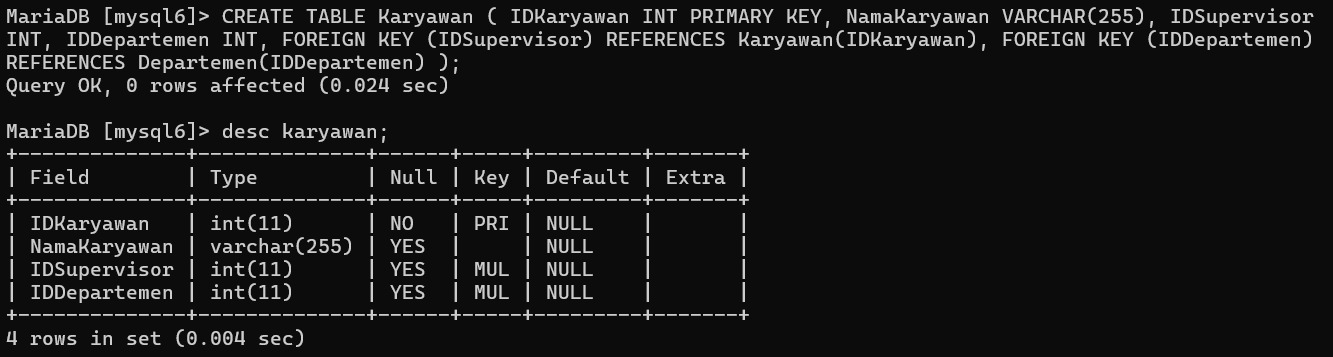 MariaDB [mysql6]> CREATE TABLE Karyawan ( IDKaryawan INT PRIMARY KEY, NamaKaryawan VARCHAR(255), IDSupervisor
INT, IDDepartemen INT, FOREIGN KEY (IDSupervisor) REFERENCES Karyawan(IDKaryawan), FOREIGN KEY (IDDepartemen)
REFERENCES Departemen(IDDepartemen) );
Query OK, 0 rows affected (0.024 sec)

MariaDB [mysql6]> desc karyawan;
+--------------+--------------+------+-----+---------+-------+
| Field        | Type         | Null | Key | Default | Extra |
+--------------+--------------+------+-----+---------+-------+
| IDKaryawan   | int(11)      | NO   | PRI | NULL    |       |
| NamaKaryawan | varchar(255) | YES  |     | NULL    |       |
| IDSupervisor | int(11)      | YES  | MUL | NULL    |       |
| IDDepartemen | int(11)      | YES  | MUL | NULL    |       |
+--------------+--------------+------+-----+---------+-------+
4 rows in set (0.004 sec)